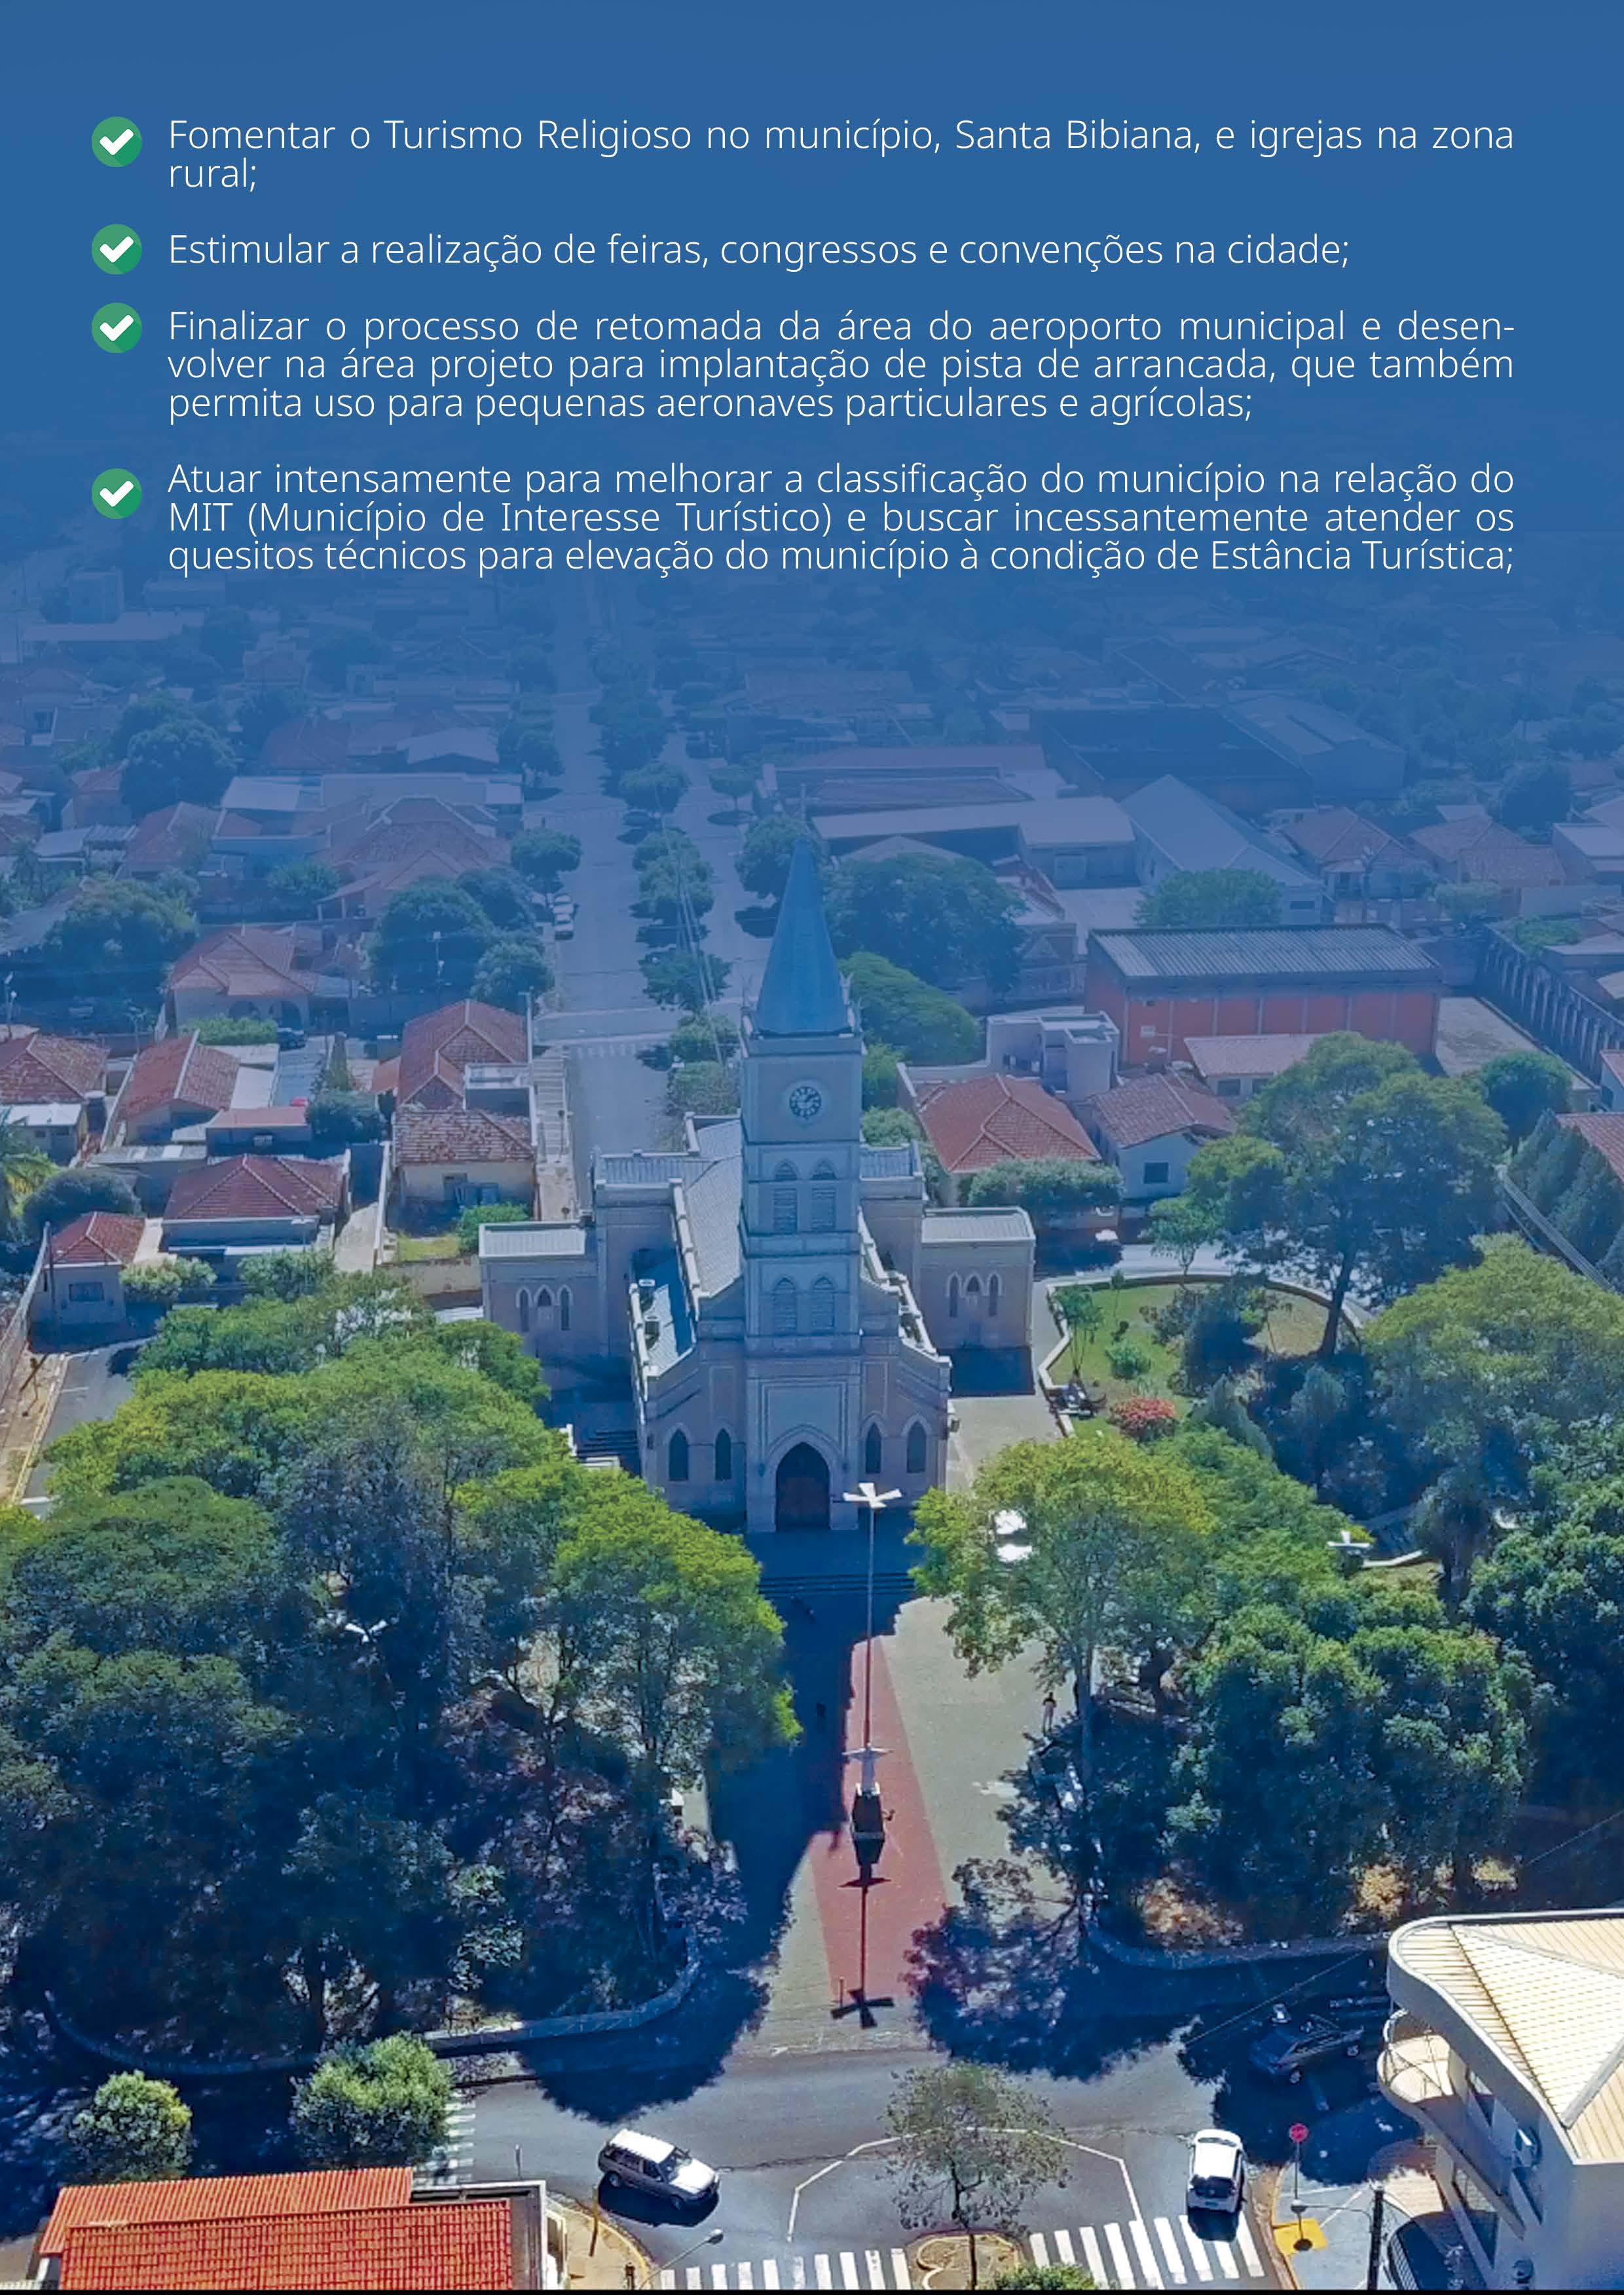 Fomentar o Turismo Religioso no município, Santa Bibiana, e igrejas na zona
rural;
Estimular a realização de feiras, congressos e convenções na cidade;
Finalizar o processo de retomada da área do aeroporto municipal e desen-
volver na área projeto para implantação de pista de arrancada, que também
permita uso para pequenas aeronaves particulares e agrícolas;
Atuar intensamente para melhorar a classificação do município na relação do
MIT (Município de Interesse Turístico) e buscar incessantemente atender os
quesitos técnicos para elevação do município à condição de Estância Turística;